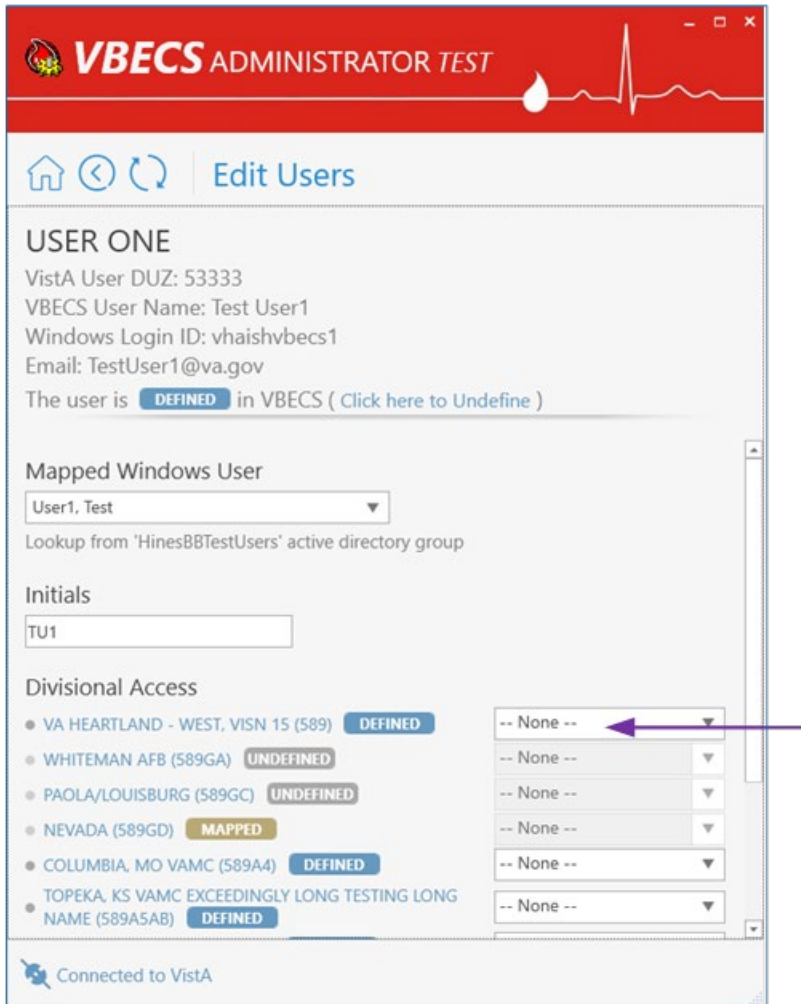 VBECS ADMINISTRATOR TEST
Edit Users
USER ONE
VistA User DUZ: 53333
VBECS User Name: Test User1
Windows Login ID: vhaishvbecs1
Email: TestUser1@va.gov
The user is DEFINED in VBECS ( Click here to Undefine )
Mapped Windows User
User1, Test
Lookup from 'HinesBBTestUsers' active directory group
Initials
TU1
Divisional Access
VA HEARTLAND - WEST, VISN 15 (589) DEFINED -- None --
WHITEMAN AFB (589GA) UNDEFINED -- None --
PAOLA/LOUISBURG (589GC) UNDEFINED -- None --
NEVADA (589GD) MAPPED -- None --
COLUMBIA, MO VAMC (589A4) DEFINED -- None --
TOPEKA, KS VAMC EXCEEDINGLY LONG TESTING LONG
NAME (589A5AB) DEFINED -- None --
Connected to VistA